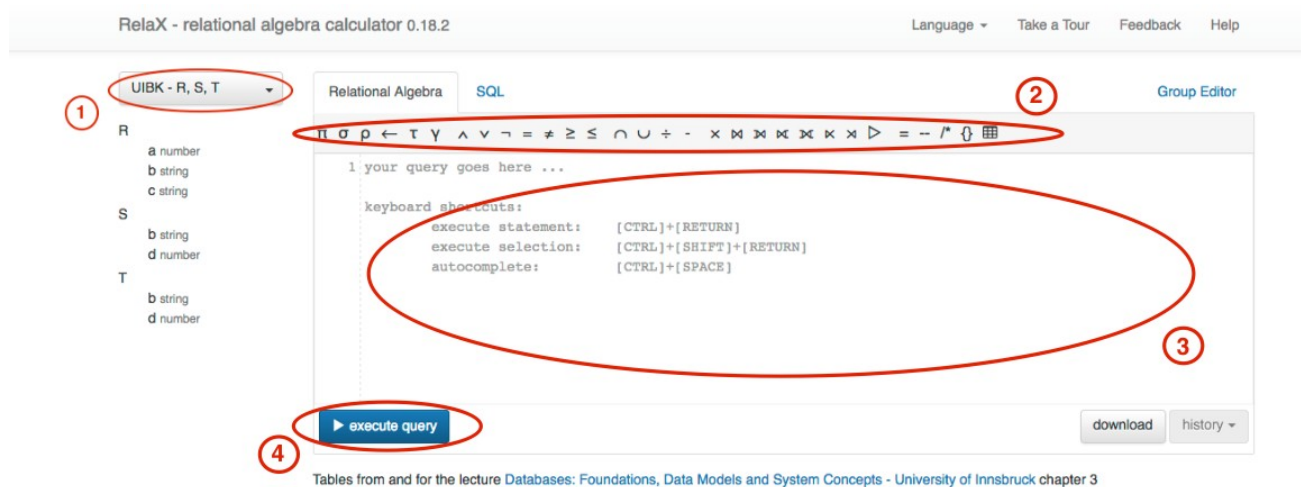 RelaX - relational algebra calculator 0.18.2 Language Take a Tour Feedback Help
UIBK - R, S, T Relational Algebra SQL 2 Group Editor
1
π σ ρ ← τ γ ∧ ∨ ¬ = ≠ ≥ ≤ ∩ ∪ ÷ - × ⨝ ⟕ ⟖ ⟗ ⋉ ⋊ ▷ = -- /* {}
R
a number
b string
c string
S
b string
d number
T
b string
d number
1 your query goes here ...
keyboard shortcuts:
execute statement: [CTRL]+[RETURN]
execute selection: [CTRL]+[SHIFT]+[RETURN]
autocomplete: [CTRL]+[SPACE]
3
execute query download history
4
Tables from and for the lecture Databases: Foundations, Data Models and System Concepts - University of Innsbruck chapter 3